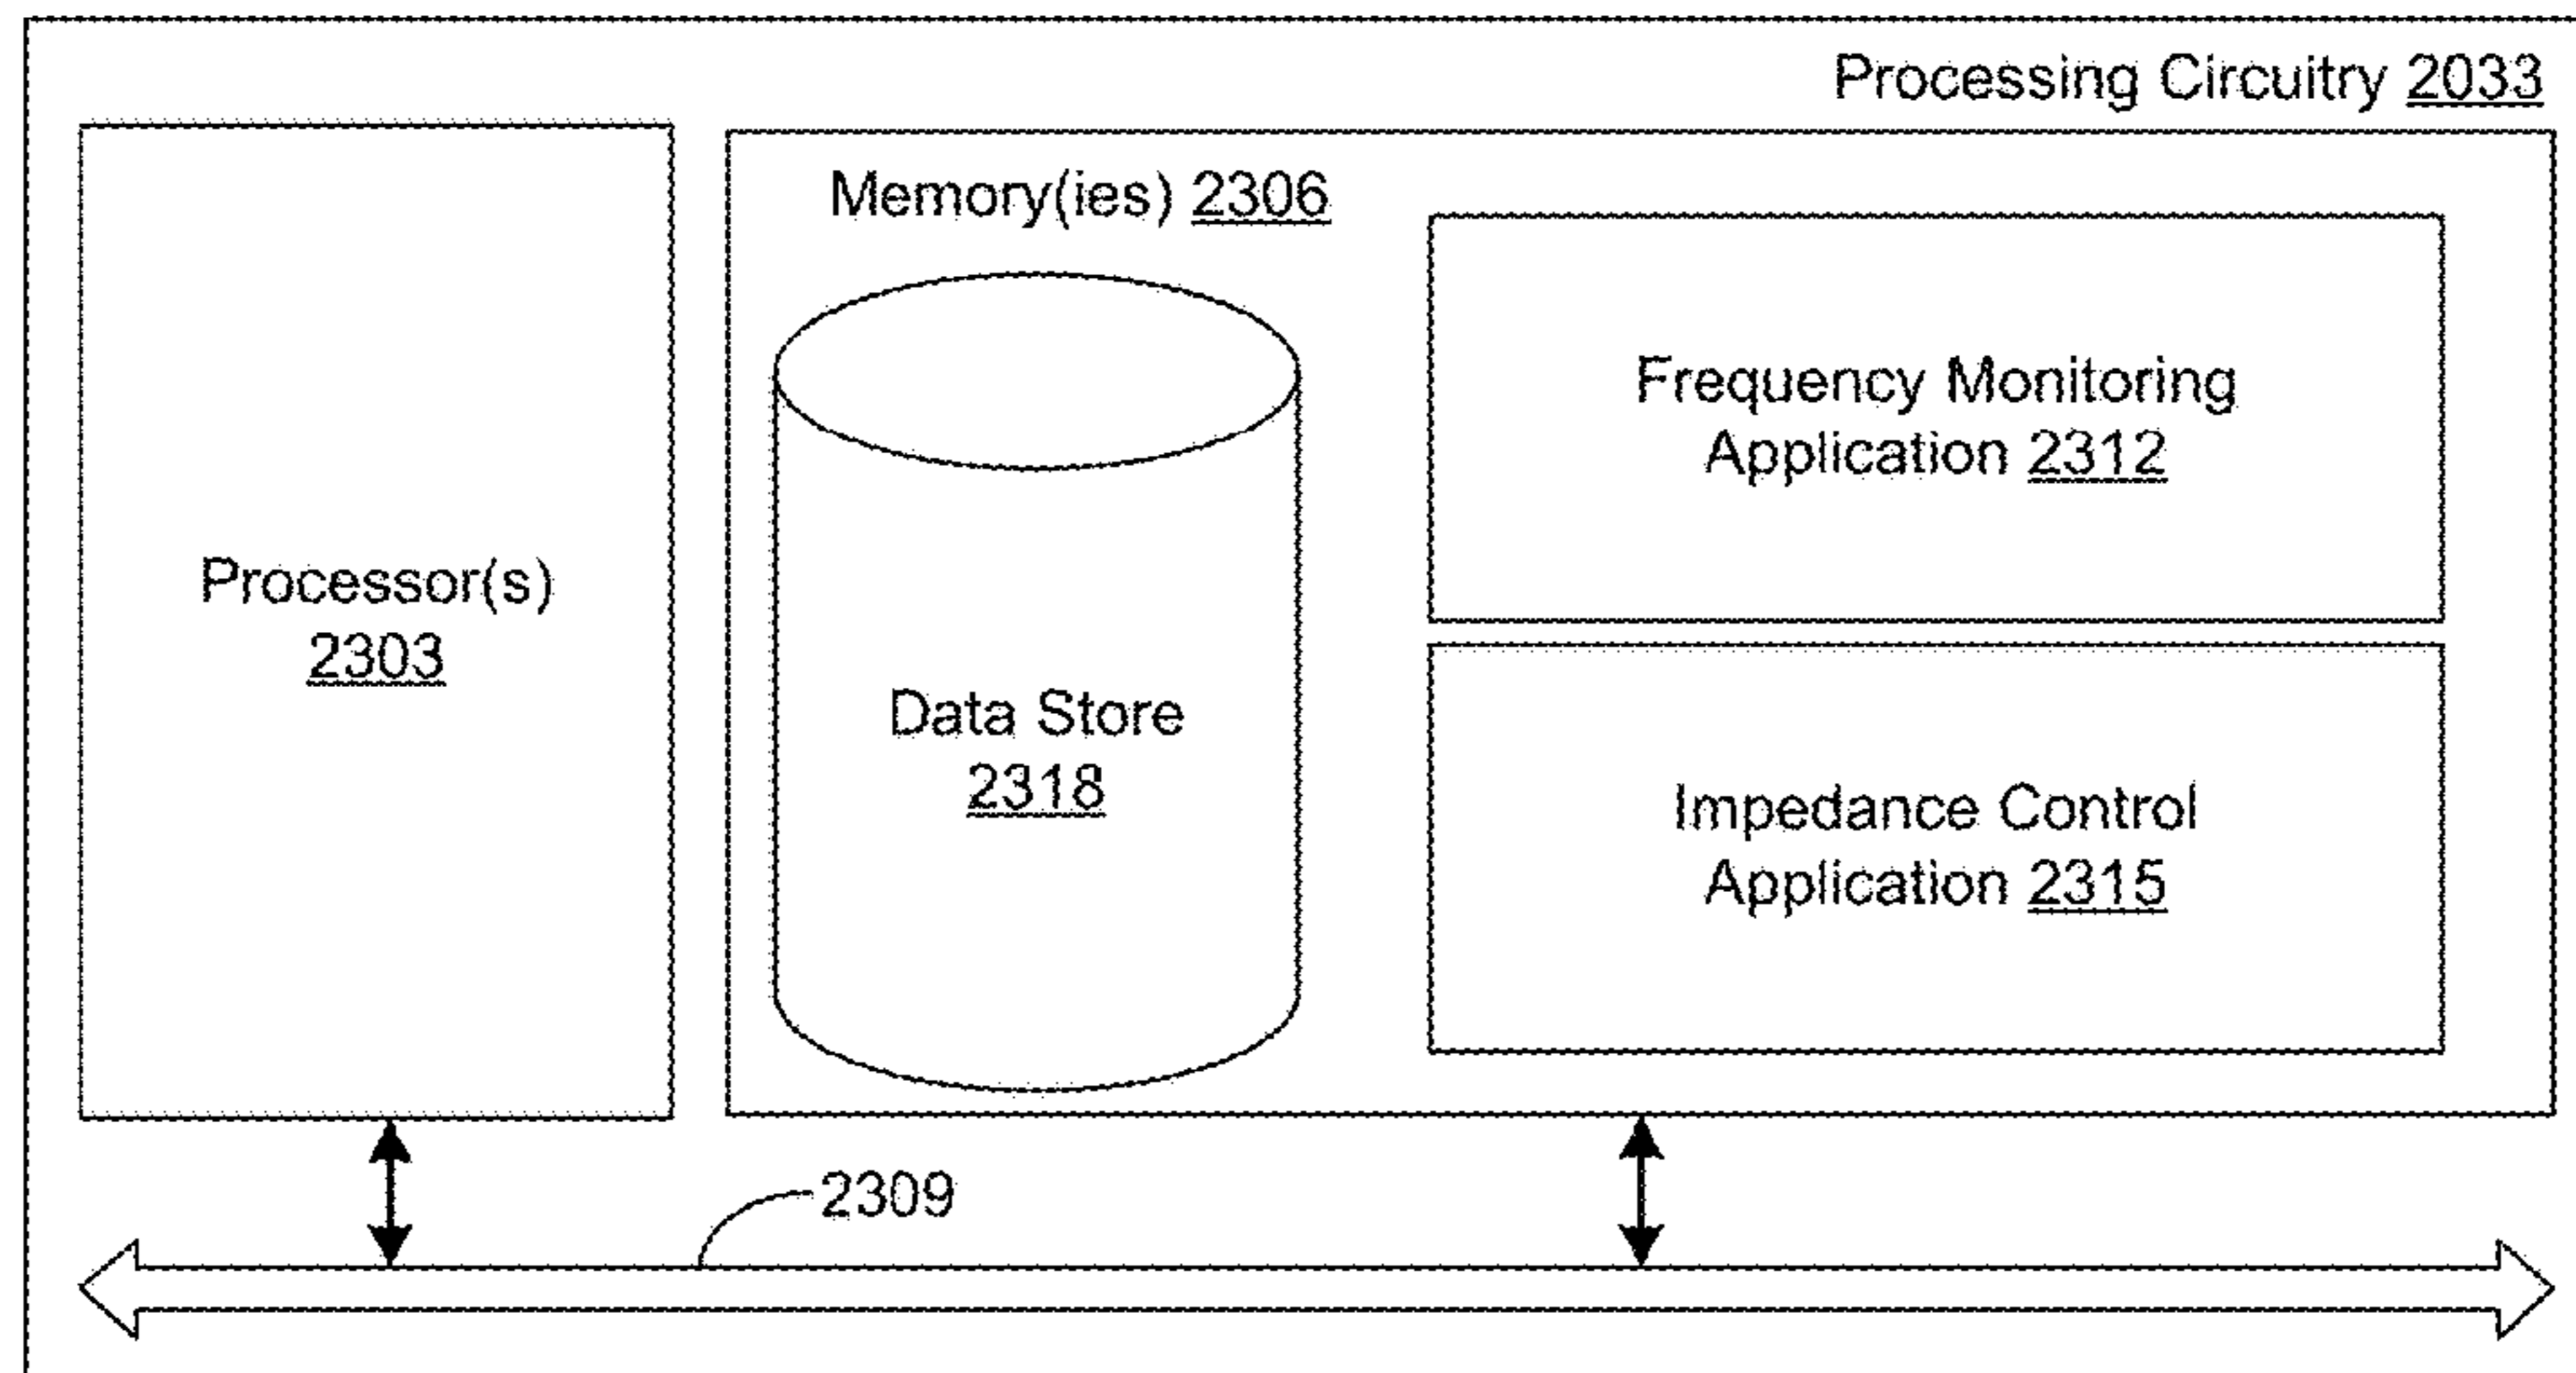 Processing Circuitry 2033
Memory(ies) 2306
Frequency Monitoring
Application 2312
Processor(s)
2303
Data Store
2318
Impedance Control
Application 2315
2309